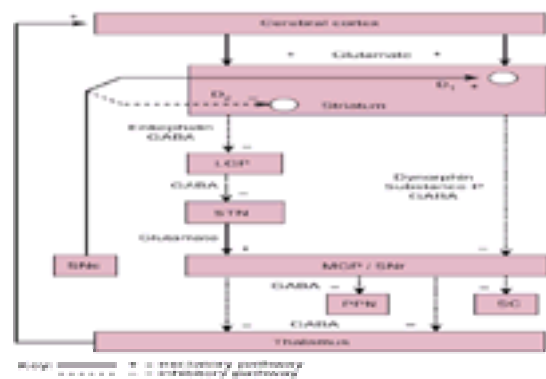 +
Cerebral cortex
+ Glutamate +
D1 +
D2 −
Striatum
Enkephalin
GABA
−
LGP
GABA −
STN
Glutamate
+
Dynorphin
Substance P
GABA
−
SNc
MGP / SNr
GABA − −
PPN
SC
− GABA −
Thalamus
Key: + = excitatory pathway
− = inhibitory pathway